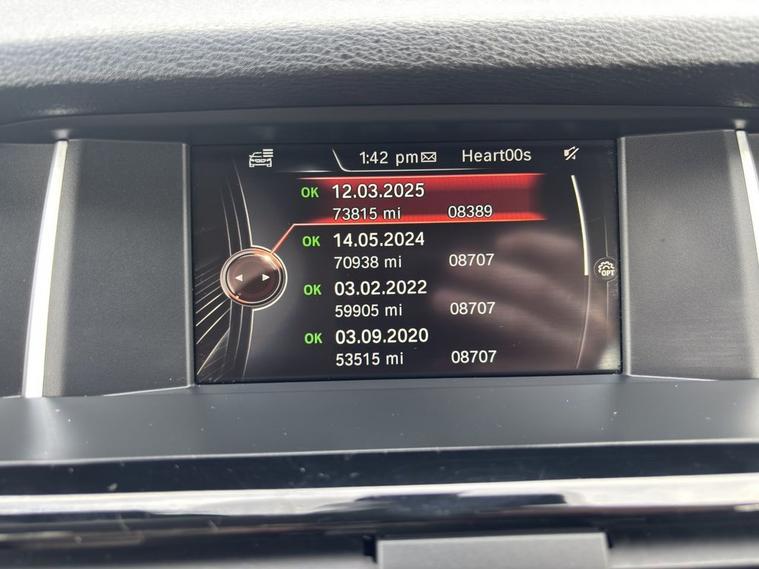 1:42 pm Heart00s
OK 12.03.2025
73815 mi 08389
OK 14.05.2024
70938 mi 08707
OK 03.02.2022
59905 mi 08707
OK 03.09.2020
53515 mi 08707
OPT